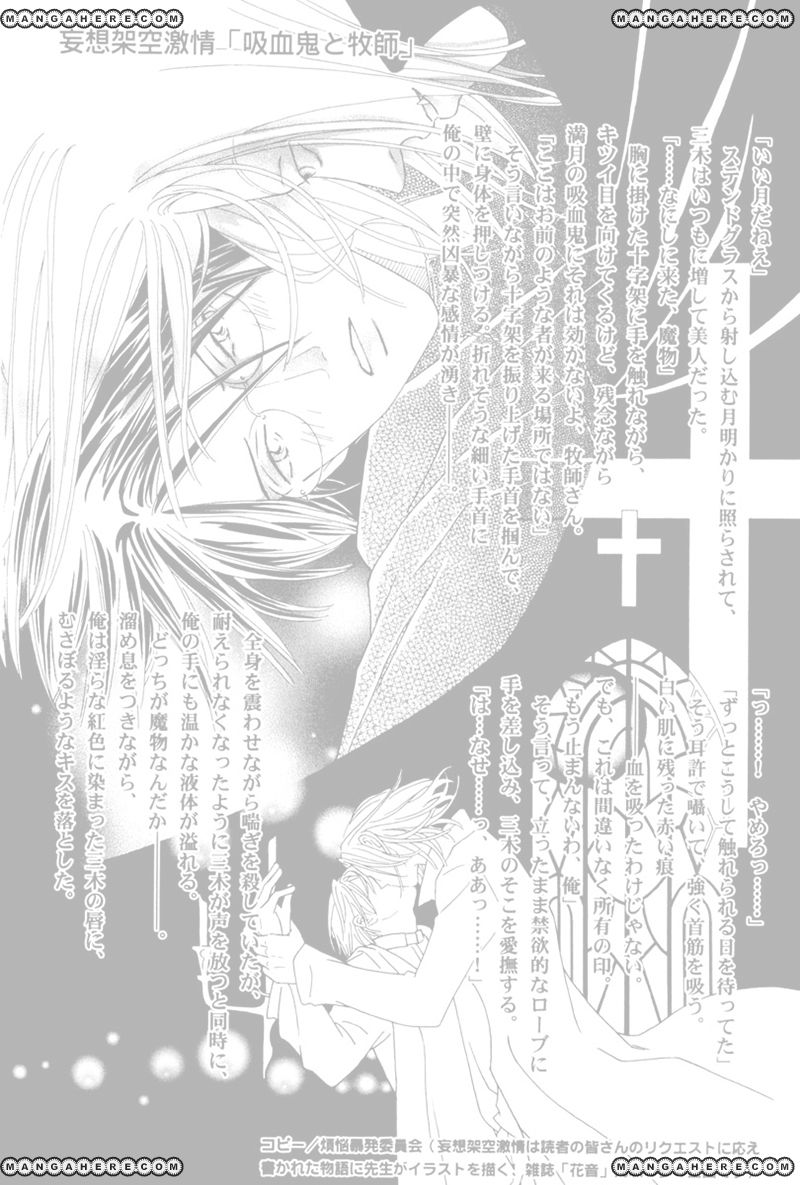 MANGAHERE.COM
MANGAHERE.COM
妄想架空激情「吸血鬼と牧師」
「いい月だねえ」
ステンドグラスから射し込む月明かりに照らされて、
三木はいつもに増して美人だった。
「……なにしに来た、魔物」
胸に掛けた十字架に手を触れながら、
キツイ目を向けてくるけど、残念ながら
満月の吸血鬼にそれは効かないよ、牧師さん。
「ここはお前のような者が来る場所ではない」
そう言いながら十字架を振り上げた手首を掴んで、
壁に身体を押しつける。折れそうな細い手首に
俺の中で突然凶暴な感情が湧き――。
「っ……！　やめろっ……」
「ずっとこうして触れられる日を待ってた」
そう耳許で囁いて、強く首筋を吸う。
白い肌に残った赤い痕
――血を吸ったわけじゃない。
でも、これは間違いなく所有の印。
「もう止まんないわ、俺」
そう言って、立ったまま禁欲的なローブに
手を差し込み、三木のそこを愛撫する。
「は…なせ……っ、ああっ……！」
全身を震わせながら喘ぎを殺していたが、
耐えられなくなったように三木が声を放つと同時に、
俺の手にも温かな液体が溢れる。
どっちが魔物なんだか――。
溜め息をつきながら、
俺は淫らな紅色に染まった三木の唇に、
むさぼるようなキスを落とした。
コピー／煩悩暴発委員会（妄想架空激情は読者の皆さんのリクエストに応え
書かれた物語に先生がイラストを描く！雑誌「花音」
MANGAHERE.COM
MANGAHERE.COM